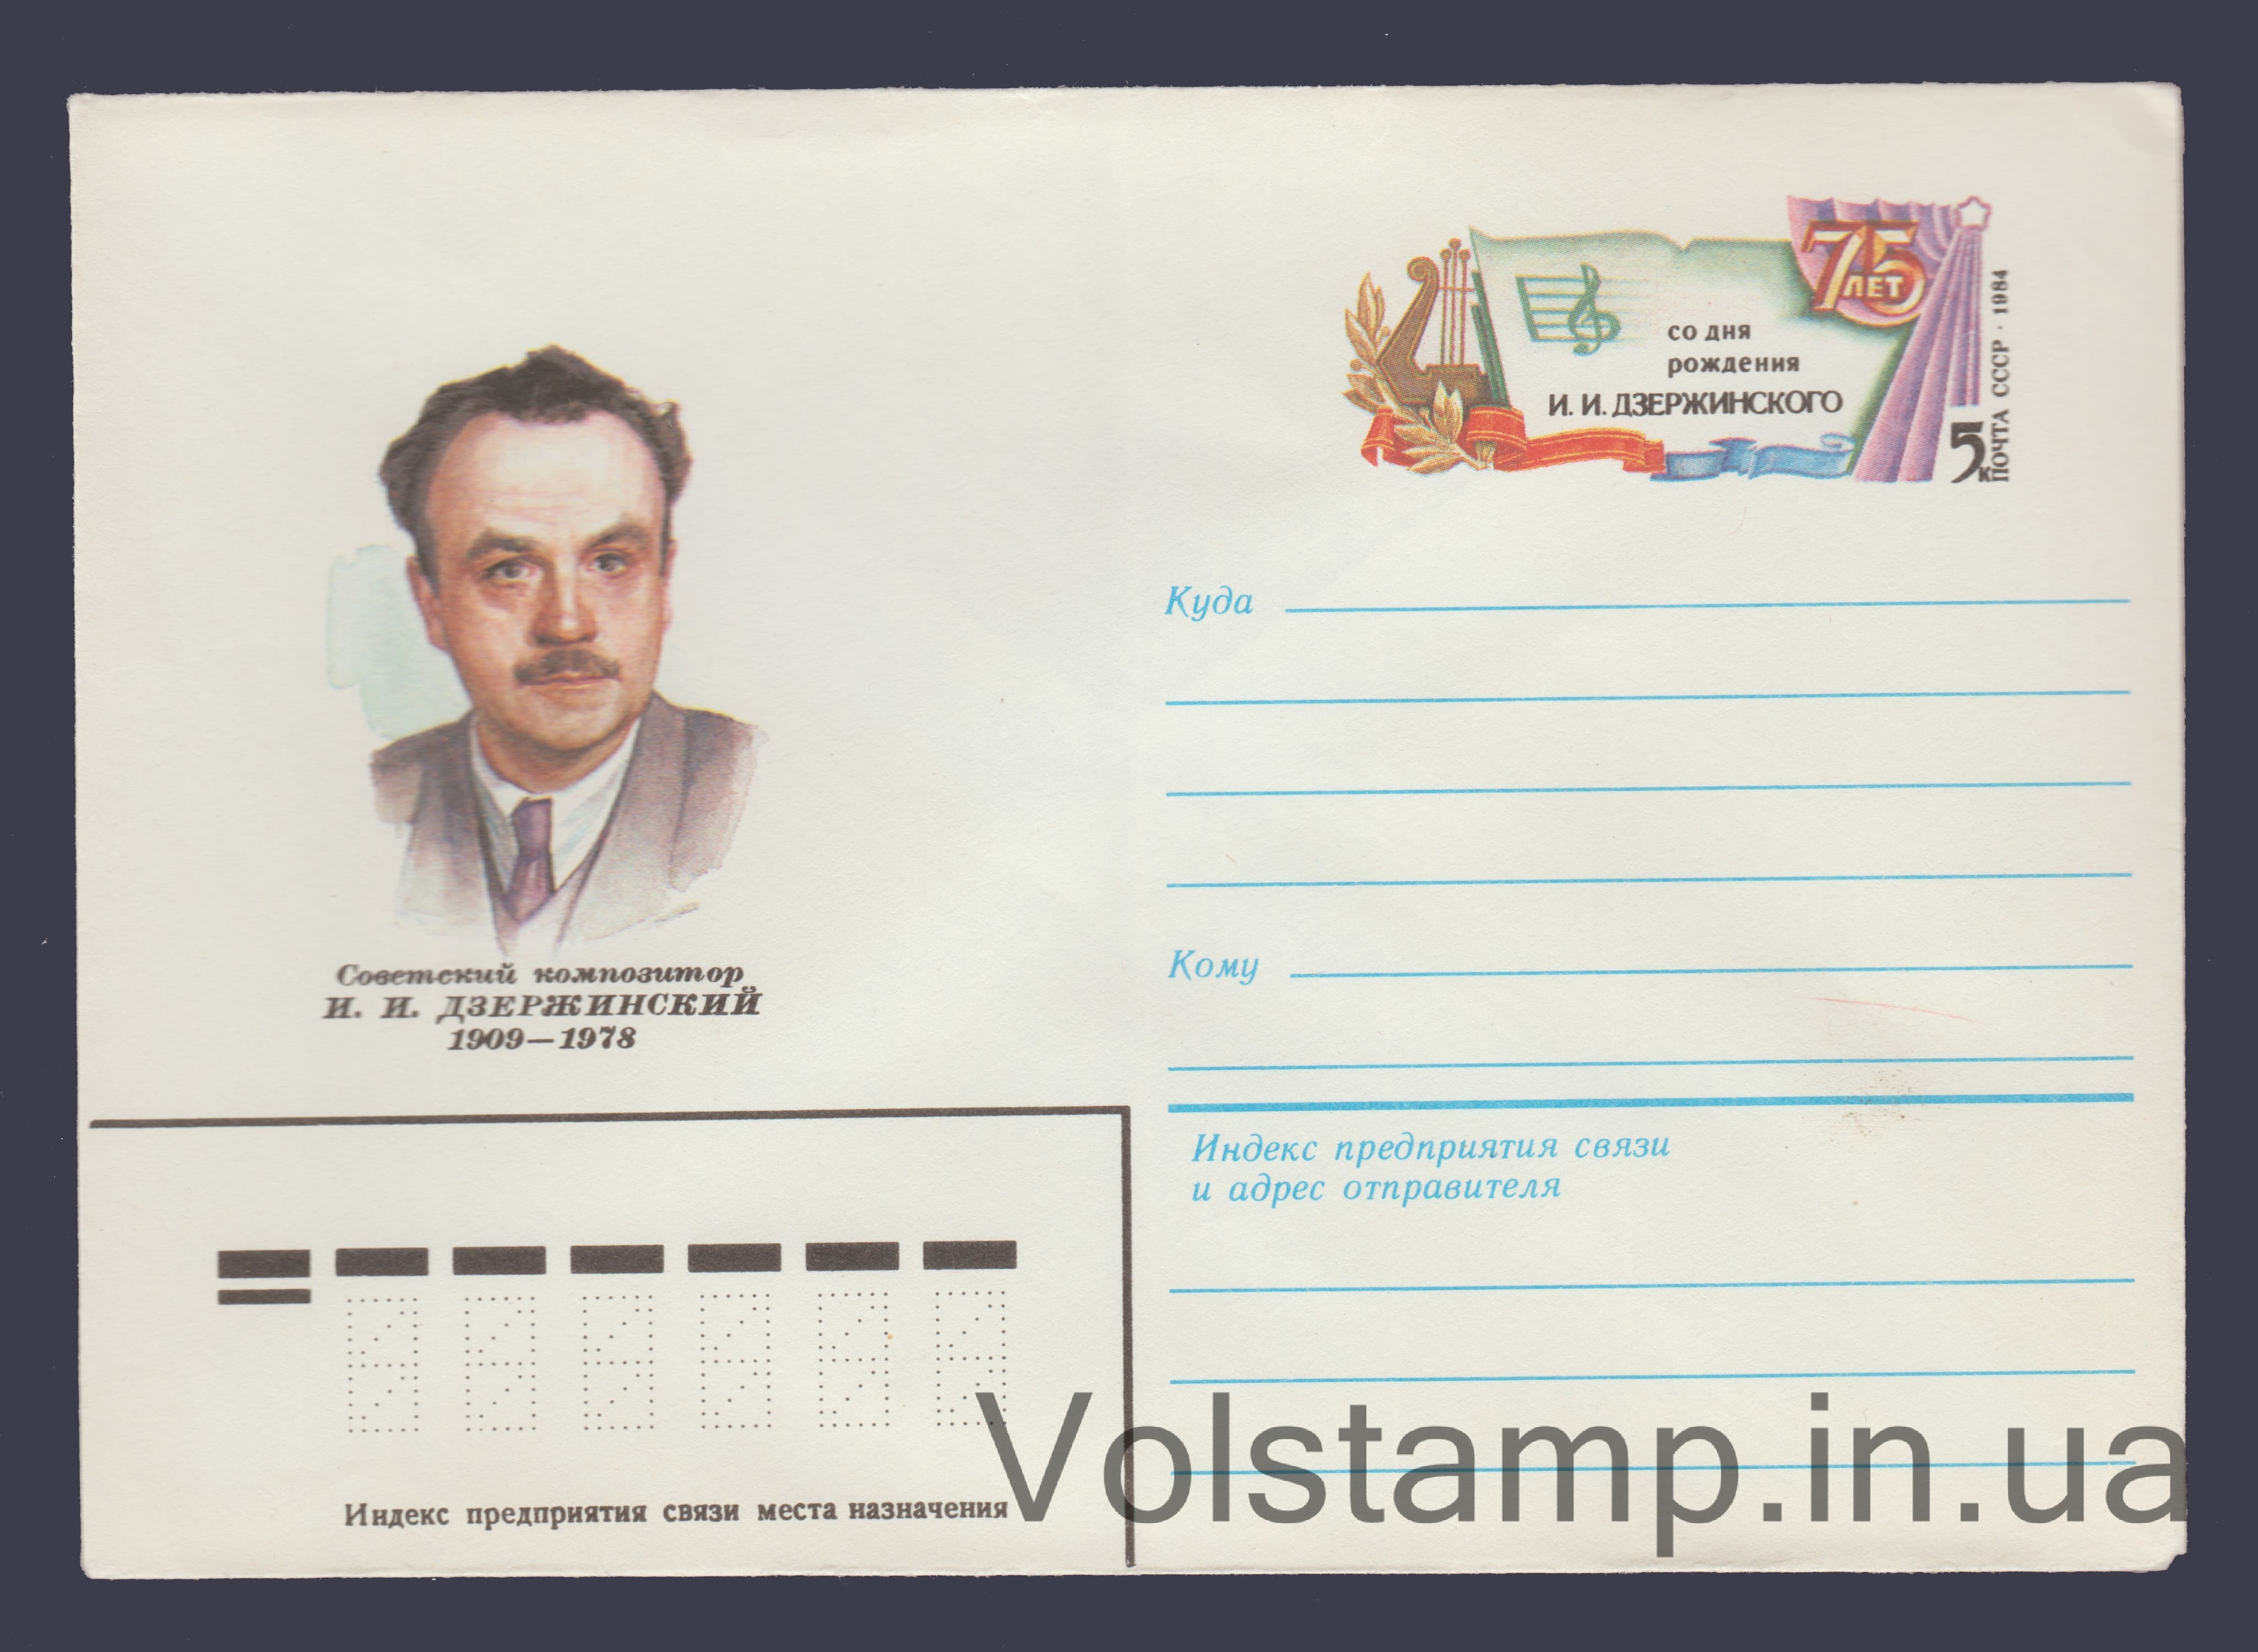 75
ЛЕТ
со дня
рождения
И. И. ДЗЕРЖИНСКОГО
5к
ПОЧТА СССР · 1984
Советский композитор
И. И. ДЗЕРЖИНСКИЙ
1909—1978
Куда
Кому
Индекс предприятия связи
и адрес отправителя
Индекс предприятия связи места назначения
Volstamp.in.ua